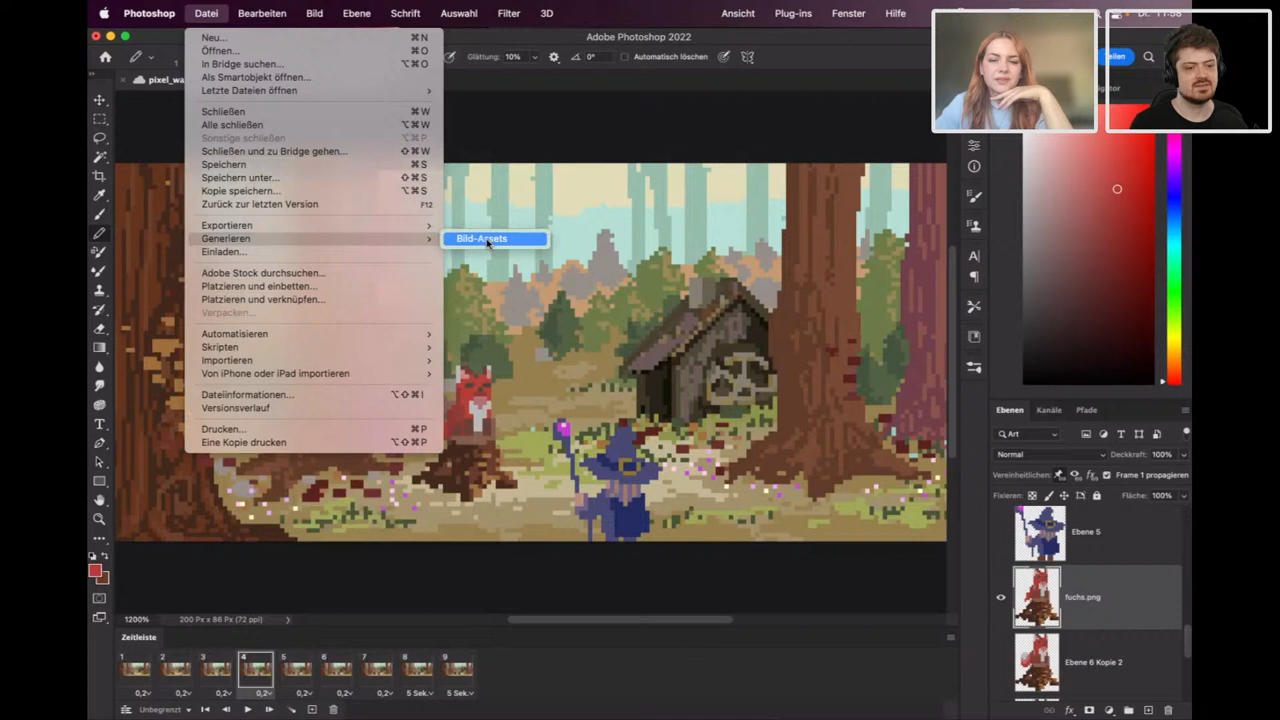 Photoshop Datei Bearbeiten Bild Ebene Schrift Auswahl Filter 3D Ansicht Plug-ins Fenster Hilfe
Adobe Photoshop 2022
Glättung: 10% 0° Automatisch löschen
pixel_wa
Neu... ⌘N
Öffnen... ⌘O
In Bridge suchen... ⌥⌘O
Als Smartobjekt öffnen...
Letzte Dateien öffnen
Schließen ⌘W
Alle schließen ⌥⌘W
Sonstige schließen ⌥⌘P
Schließen und zu Bridge gehen... ⇧⌘W
Speichern ⌘S
Speichern unter... ⇧⌘S
Kopie speichern... ⌥⌘S
Zurück zur letzten Version F12
Exportieren
Generieren
Bild-Assets
Einladen...
Adobe Stock durchsuchen...
Platzieren und einbetten...
Platzieren und verknüpfen...
Verpacken...
Automatisieren
Skripten
Importieren
Von iPhone oder iPad importieren
Dateiinformationen... ⌥⇧⌘I
Versionsverlauf
Drucken... ⌘P
Eine Kopie drucken ⌥⇧⌘P
Ebenen Kanäle Pfade
Art
Normal Deckkraft: 100%
Vereinheitlichen: Frame 1 propagieren
Fixieren: Fläche: 100%
Ebene 5
fuchs.png
Ebene 6 Kopie 2
1200% 200 Px x 86 Px (72 ppi)
Zeitleiste
1 2 3 4 5 6 7 8 9
0,2 0,2 0,2 0,2 0,2 0,2 0,2 5 Sek. 5 Sek.
Unbegrenzt